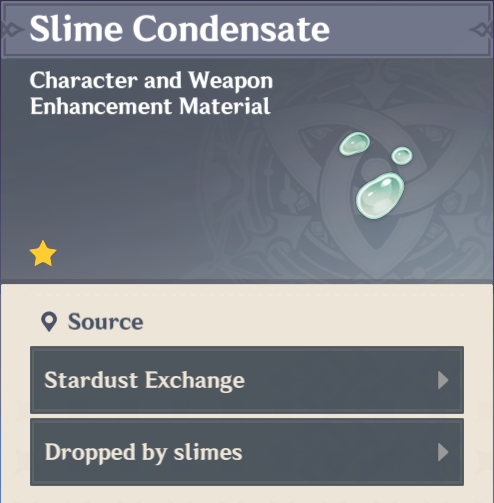 Slime Condensate
Character and Weapon
Enhancement Material
Source
Stardust Exchange
Dropped by slimes